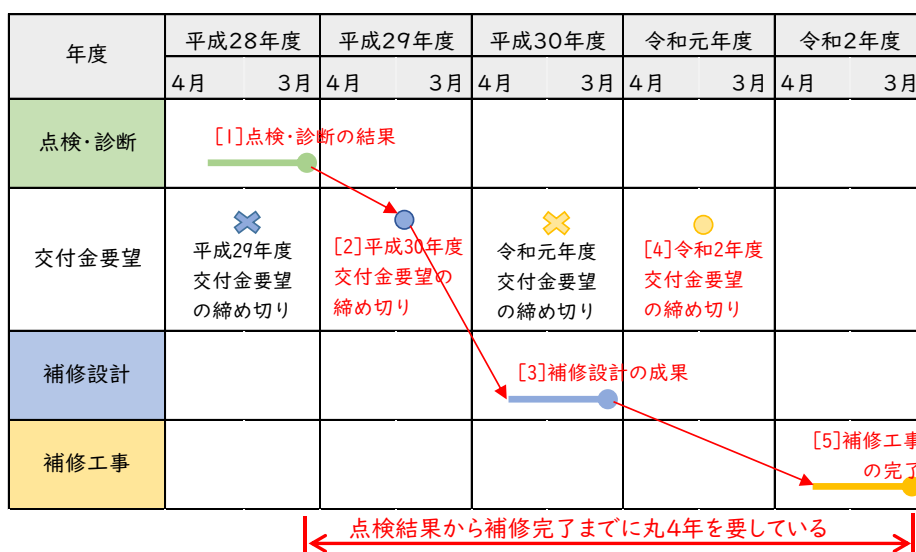 年度
平成28年度 平成29年度 平成30年度 令和元年度 令和2年度
4月 3月 4月 3月 4月 3月 4月 3月 4月 3月
点検・診断
[1]点検・診断の結果
交付金要望
平成29年度
交付金要望
の締め切り
[2]平成30年度
交付金要望の
締め切り
令和元年度
交付金要望
の締め切り
[4]令和2年度
交付金要望
の締め切り
補修設計
[3]補修設計の成果
補修工事
[5]補修工事
の完了
点検結果から補修完了までに丸4年を要している